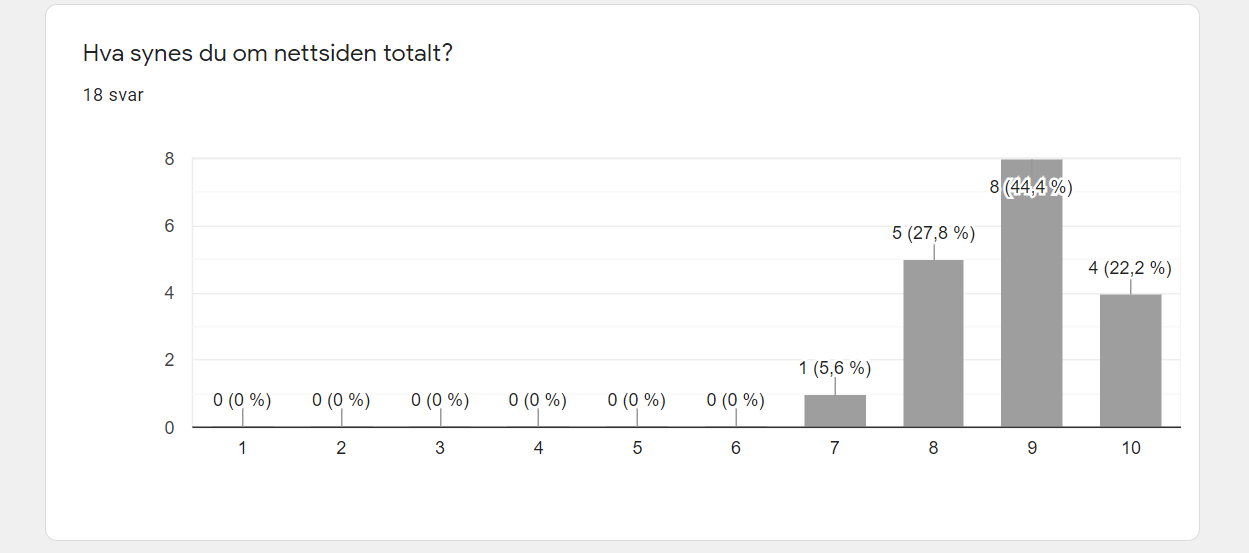 Hva synes du om nettsiden totalt?
18 svar
8
8 (44,4 %)
6
5 (27,8 %)
4 (22,2 %)
4
2
1 (5,6 %)
0 (0 %) 0 (0 %) 0 (0 %) 0 (0 %) 0 (0 %) 0 (0 %)
0
1 2 3 4 5 6 7 8 9 10